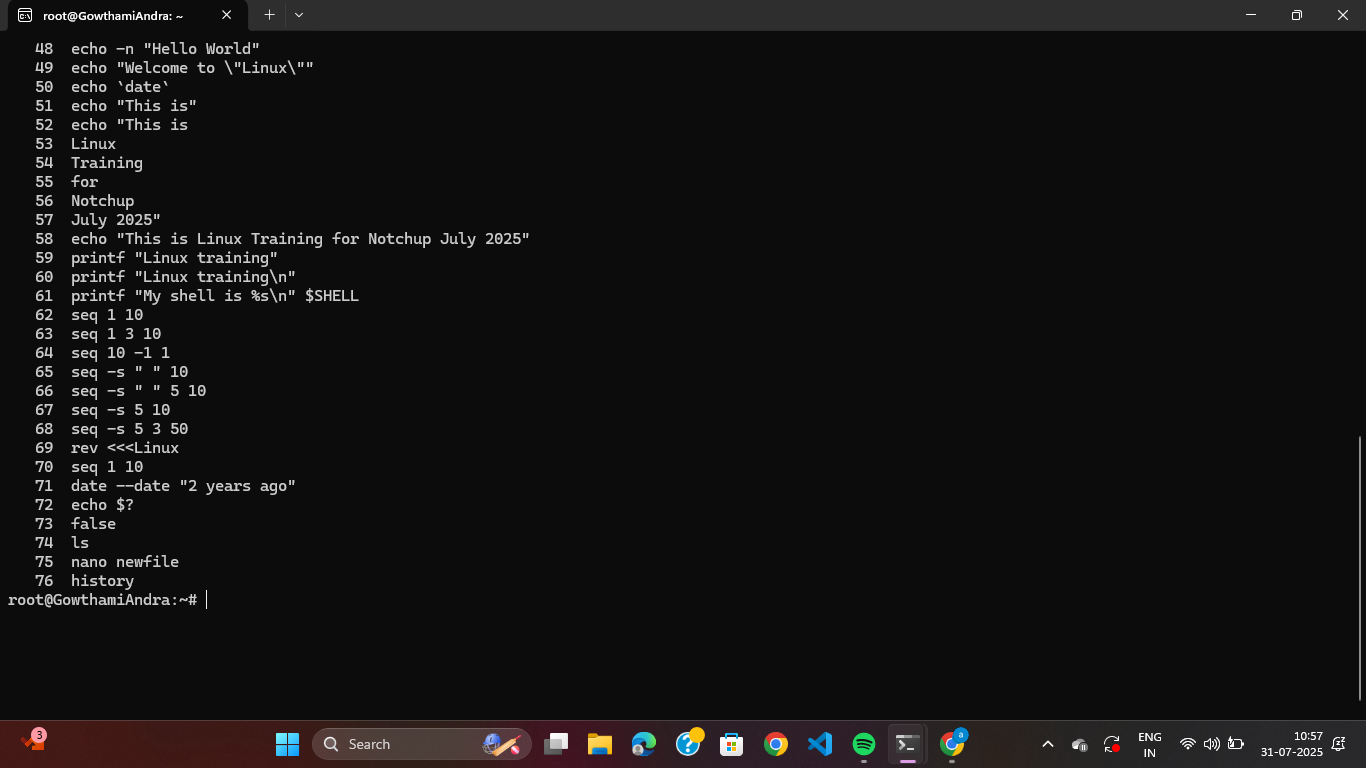 root@GowthamiAndra: ~
48 echo -n "Hello World"
49 echo "Welcome to \"Linux\""
50 echo `date`
51 echo "This is"
52 echo "This is
53 Linux
54 Training
55 for
56 Notchup
57 July 2025"
58 echo "This is Linux Training for Notchup July 2025"
59 printf "Linux training"
60 printf "Linux training\n"
61 printf "My shell is %s\n" $SHELL
62 seq 1 10
63 seq 1 3 10
64 seq 10 -1 1
65 seq -s " " 10
66 seq -s " " 5 10
67 seq -s 5 10
68 seq -s 5 3 50
69 rev <<<Linux
70 seq 1 10
71 date --date "2 years ago"
72 echo $?
73 false
74 ls
75 nano newfile
76 history
root@GowthamiAndra:~#
3
Search
a
ENG
IN
10:57
31-07-2025